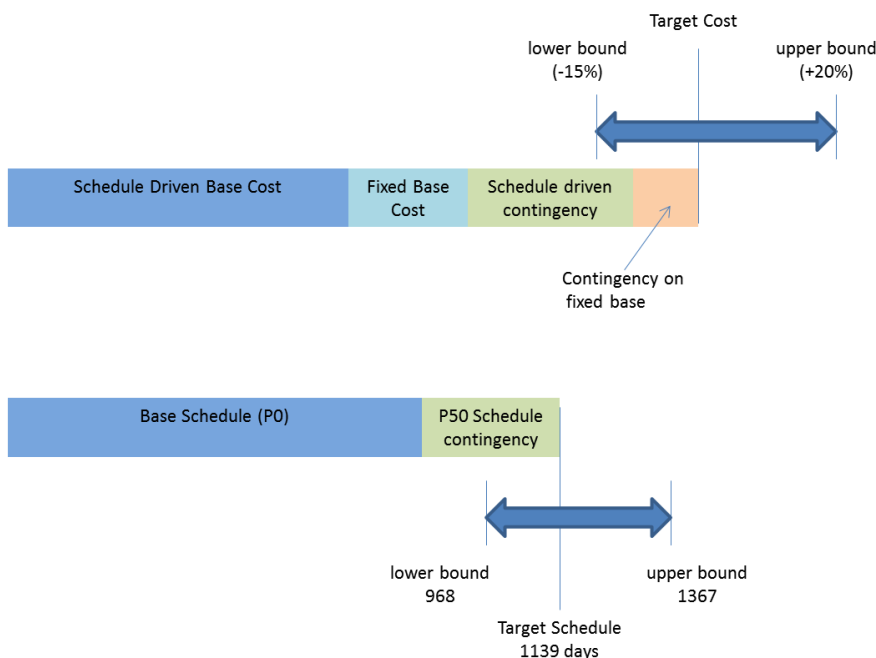 Target Cost
lower bound
(-15%)
upper bound
(+20%)
Schedule Driven Base Cost
Fixed Base
Cost
Schedule driven
contingency
Contingency on
fixed base
Base Schedule (P0)
P50 Schedule
contingency
lower bound
968
upper bound
1367
Target Schedule
1139 days